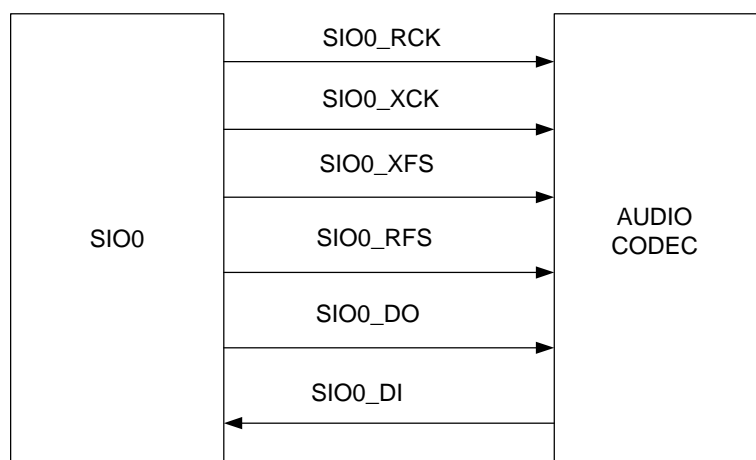 SIO0_RCK
SIO0_XCK
SIO0_XFS
SIO0
SIO0_RFS
AUDIO
CODEC
SIO0_DO
SIO0_DI